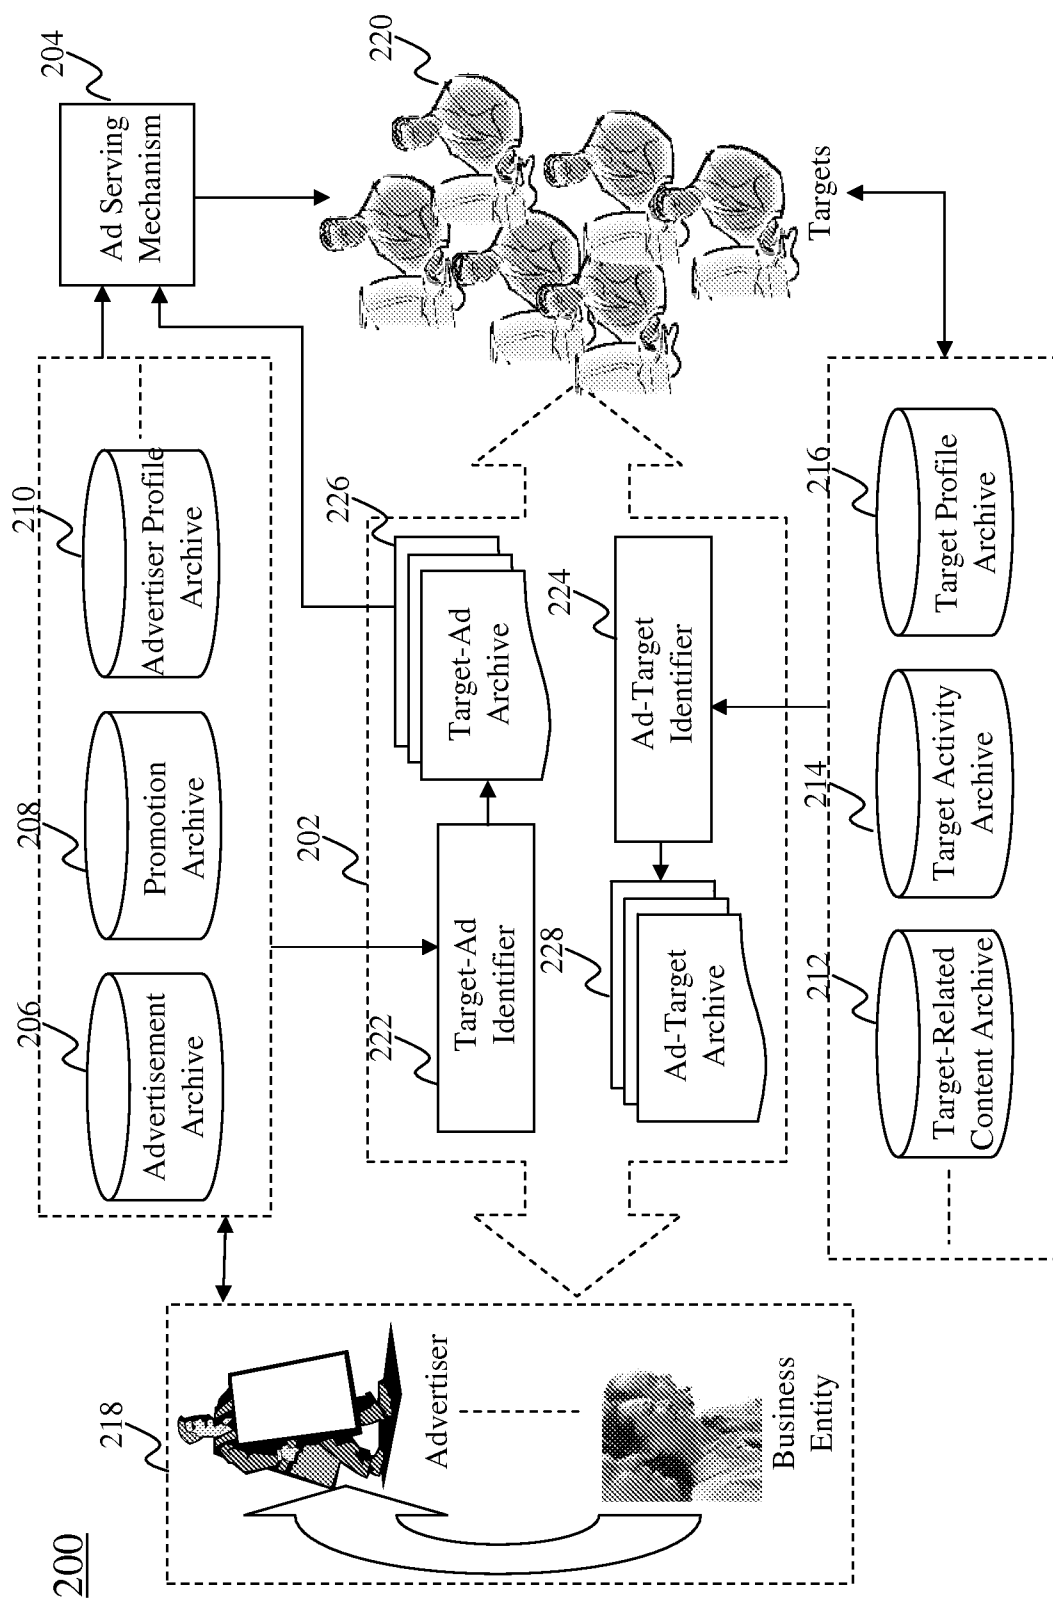 200
218
Advertiser
Business
Entity
206
Advertisement
Archive
208
Promotion
Archive
210
Advertiser Profile
Archive
204
Ad Serving
Mechanism
202
222
Target-Ad
Identifier
226
Target-Ad
Archive
228
Ad-Target
Archive
224
Ad-Target
Identifier
220
Targets
212
Target-Related
Content Archive
214
Target Activity
Archive
216
Target Profile
Archive